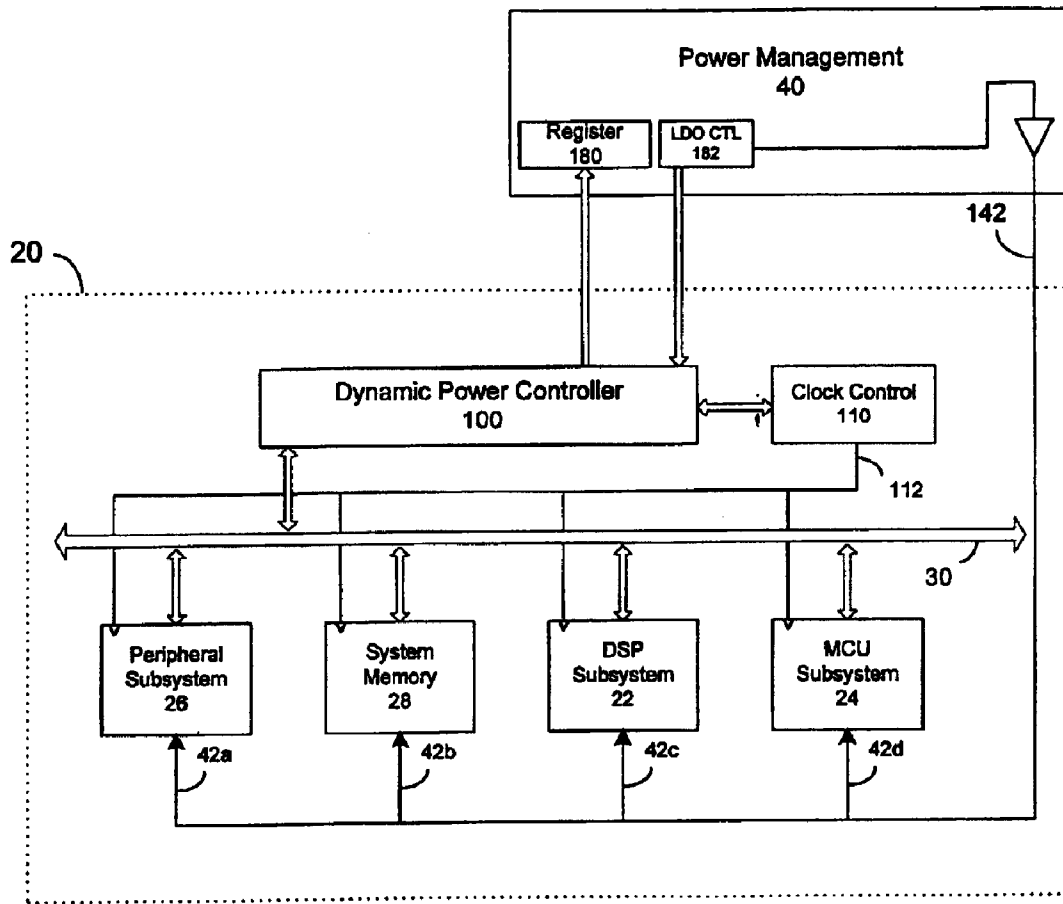 Power Management
40
Register
180
LDO CTL
182
142
20
Dynamic Power Controller
100
Clock Control
110
112
30
Peripheral
Subsystem
26
System
Memory
28
DSP
Subsystem
22
MCU
Subsystem
24
42a
42b
42c
42d